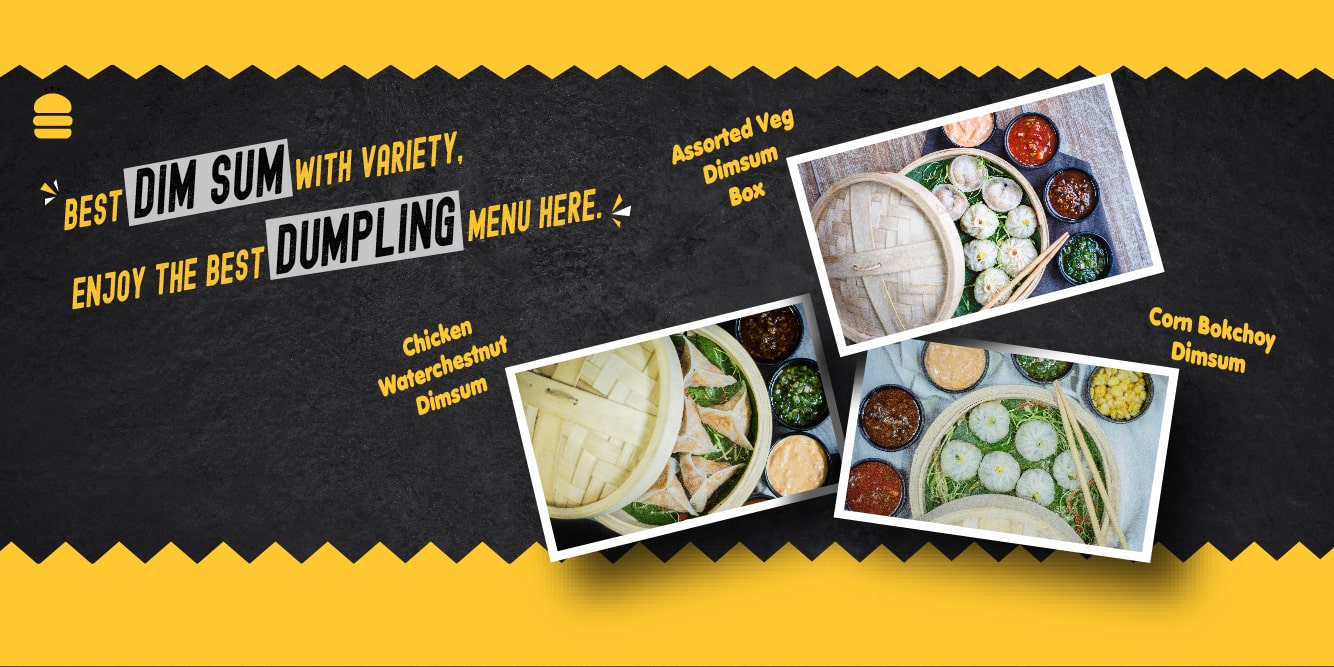 BEST DIM SUM WITH VARIETY,
ENJOY THE BEST DUMPLING MENU HERE.
Assorted Veg
Dimsum
Box
Chicken
Waterchestnut
Dimsum
Corn Bokchoy
Dimsum